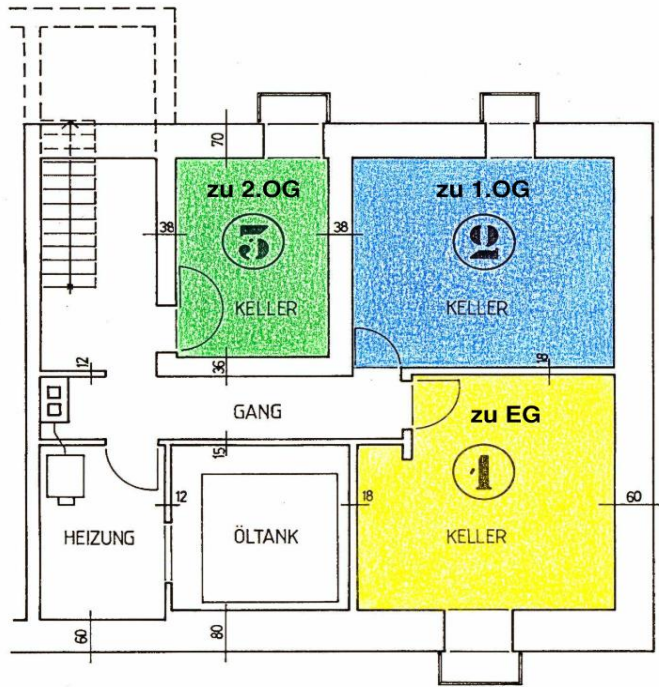 70
zu 2.OG
zu 1.OG
38
3
38
2
KELLER
KELLER
12
36
18
GANG
zu EG
15
1
12
18
60
HEIZUNG
ÖLTANK
KELLER
60
80